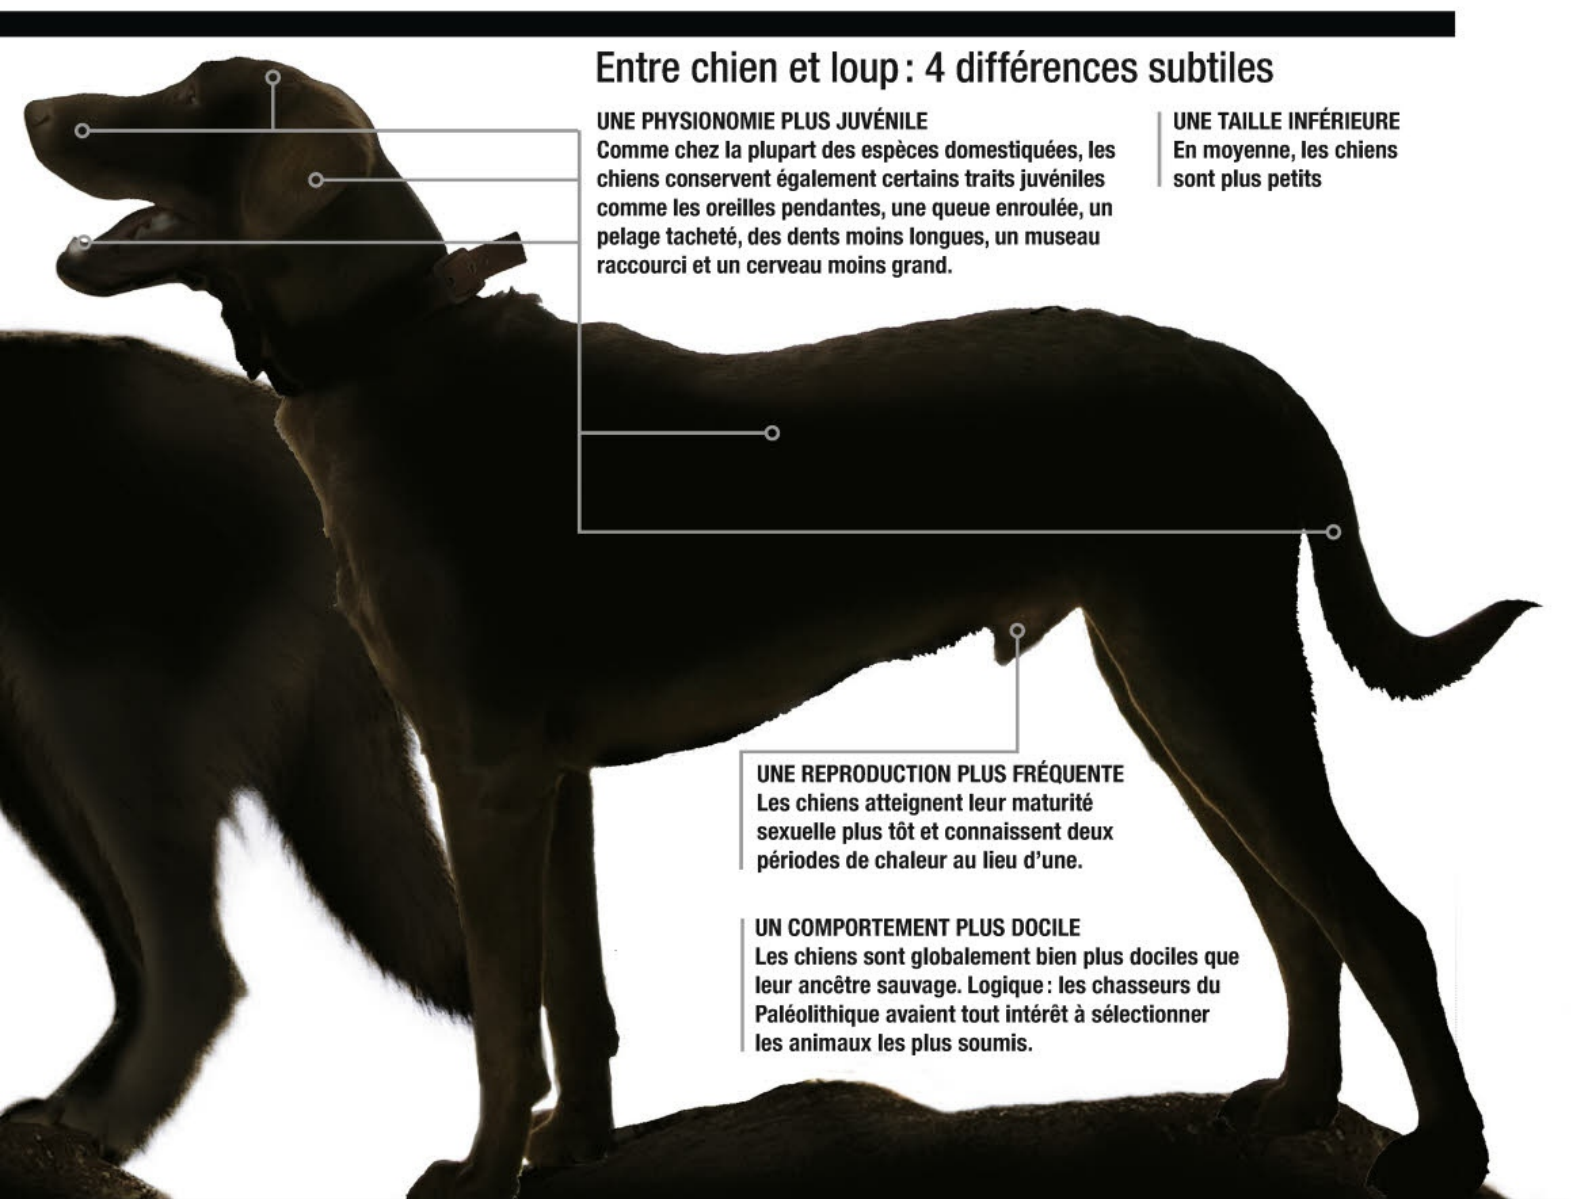 Entre chien et loup : 4 différences subtiles
UNE PHYSIONOMIE PLUS JUVÉNILE
Comme chez la plupart des espèces domestiquées, les
chiens conservent également certains traits juvéniles
comme les oreilles pendantes, une queue enroulée, un
pelage tacheté, des dents moins longues, un museau
raccourci et un cerveau moins grand.
UNE TAILLE INFÉRIEURE
En moyenne, les chiens
sont plus petits
UNE REPRODUCTION PLUS FRÉQUENTE
Les chiens atteignent leur maturité
sexuelle plus tôt et connaissent deux
périodes de chaleur au lieu d’une.
UN COMPORTEMENT PLUS DOCILE
Les chiens sont globalement bien plus dociles que
leur ancêtre sauvage. Logique : les chasseurs du
Paléolithique avaient tout intérêt à sélectionner
les animaux les plus soumis.